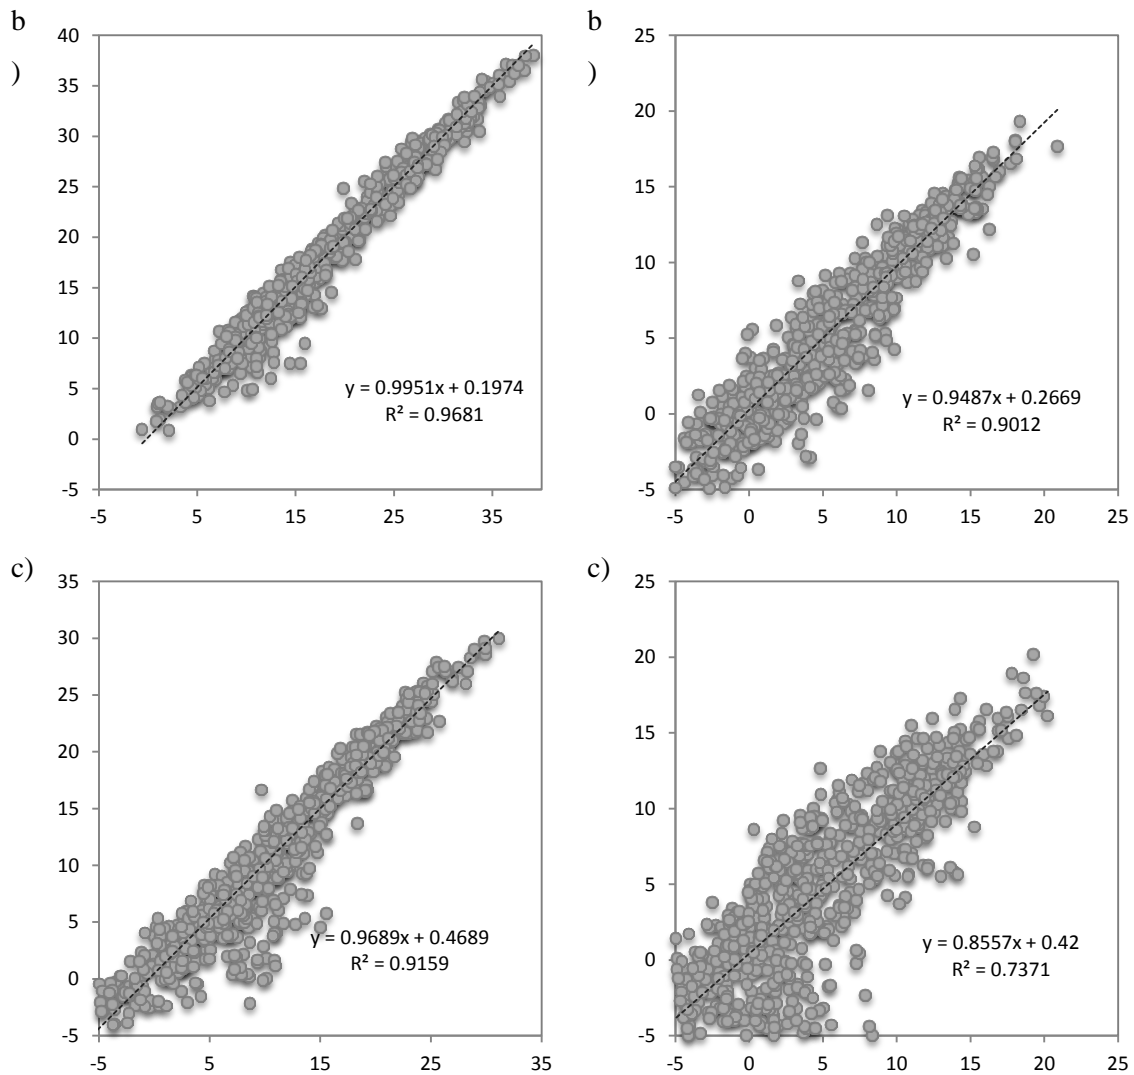 b
)
40
35
30
25
20
15
10
5
0
-5
-5 5 15 25 35
y = 0.9951x + 0.1974
R² = 0.9681
b
)
25
20
15
10
5
0
-5
-5 0 5 10 15 20 25
y = 0.9487x + 0.2669
R² = 0.9012
c)
35
30
25
20
15
10
5
0
-5
-5 5 15 25 35
y = 0.9689x + 0.4689
R² = 0.9159
c)
25
20
15
10
5
0
-5
-5 0 5 10 15 20 25
y = 0.8557x + 0.42
R² = 0.7371